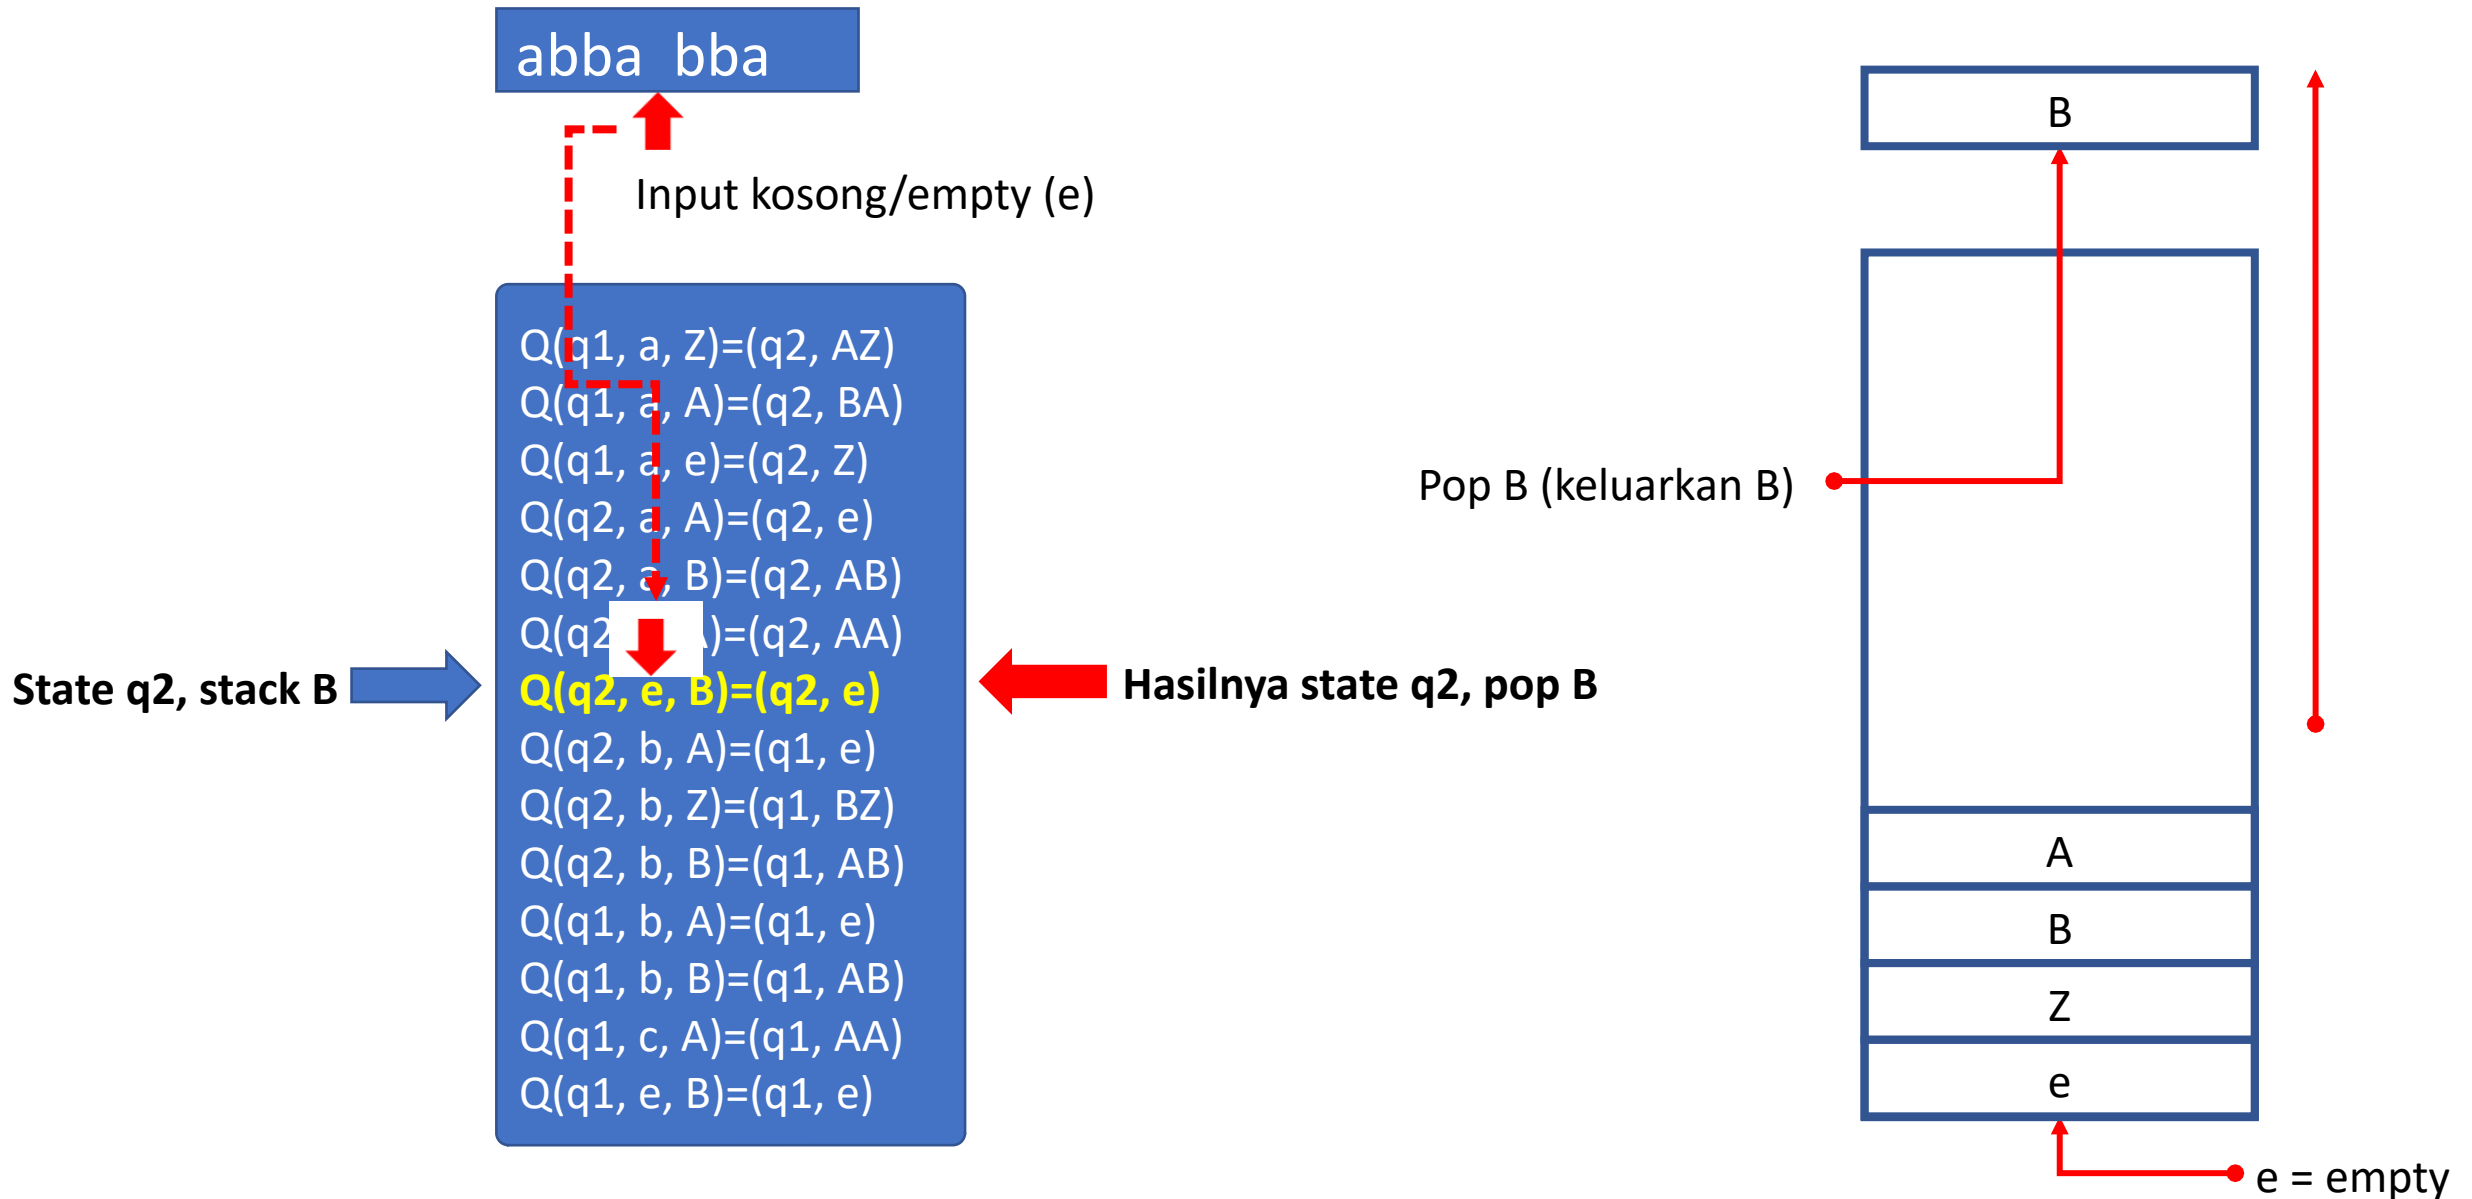 abba  bba
Input kosong/empty (e)
Q(q1, a, Z)=(q2, AZ)
Q(q1, a, A)=(q2, BA)
Q(q1, a, e)=(q2, Z)
Q(q2, a, A)=(q2, e)
Q(q2, a, B)=(q2, AB)
Q(q2 )=(q2, AA)
Q(q2, e, B)=(q2, e)
Q(q2, b, A)=(q1, e)
Q(q2, b, Z)=(q1, BZ)
Q(q2, b, B)=(q1, AB)
Q(q1, b, A)=(q1, e)
Q(q1, b, B)=(q1, AB)
Q(q1, c, A)=(q1, AA)
Q(q1, e, B)=(q1, e)
State q2, stack B
Hasilnya state q2, pop B
B
Pop B (keluarkan B)
A
B
Z
e
e = empty